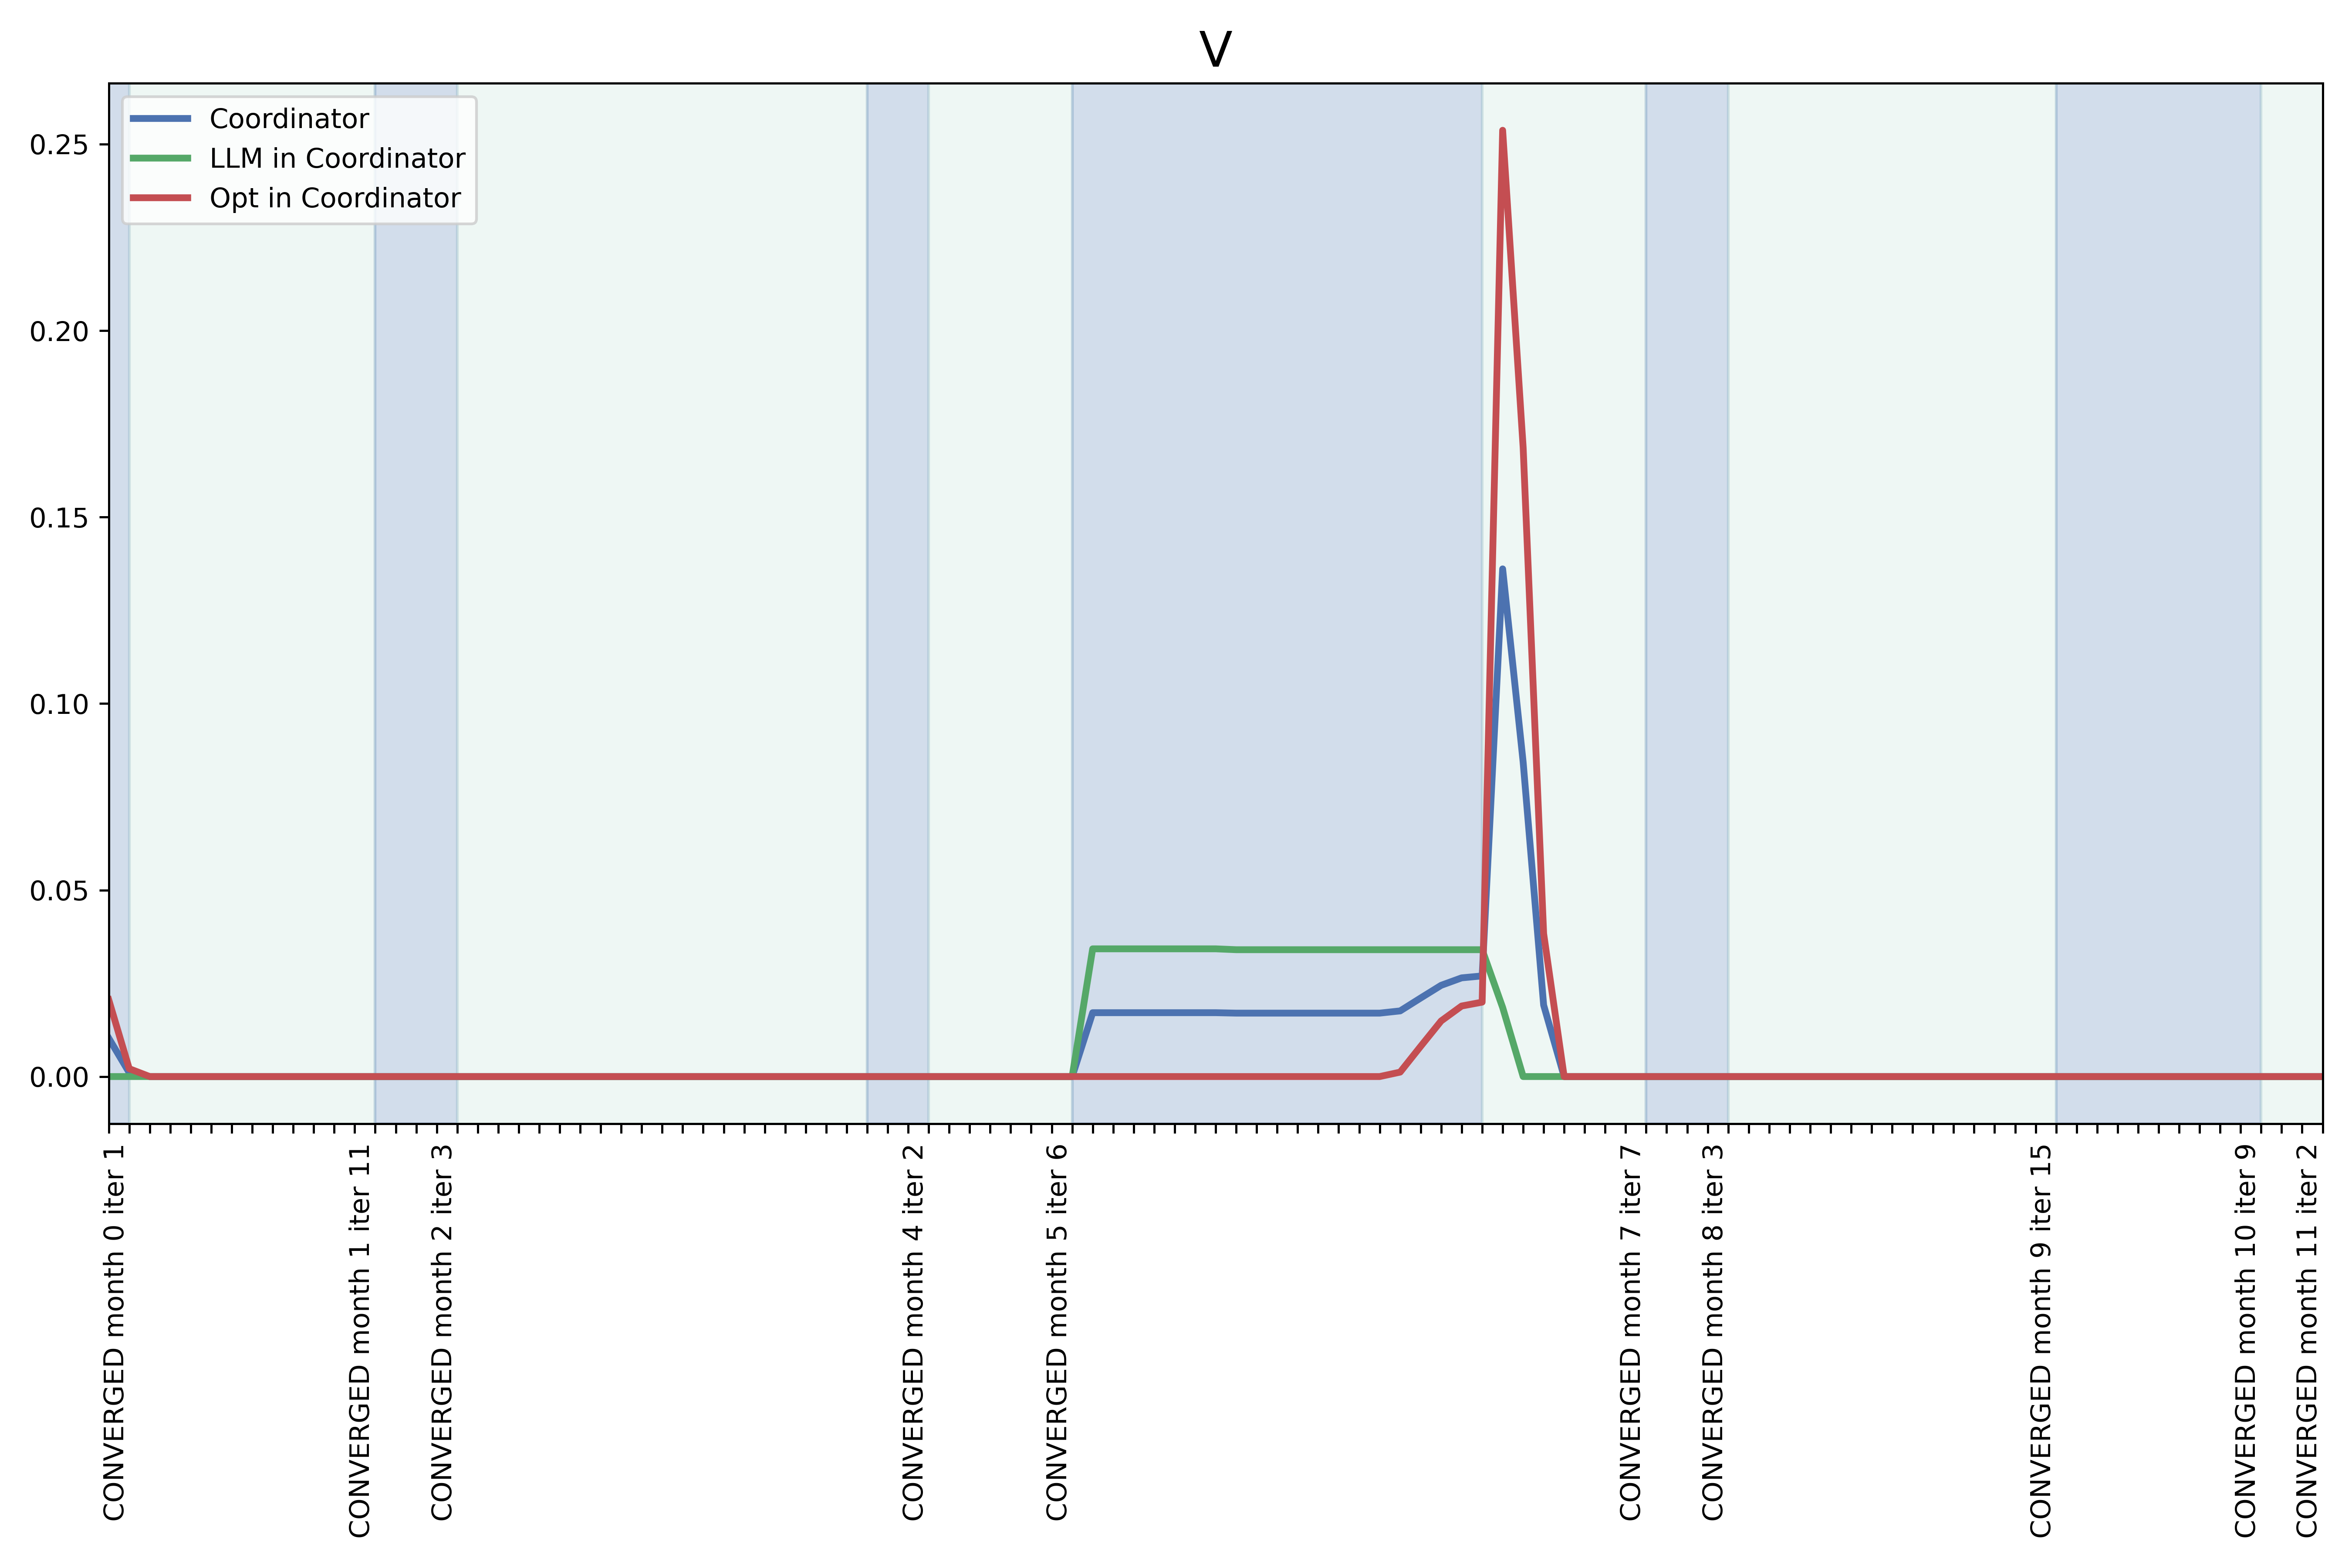 V
Coordinator
LLM in Coordinator
Opt in Coordinator
0.25
0.20
0.15
0.10
0.05
0.00
CONVERGED month 0 iter 1
CONVERGED month 1 iter 11
CONVERGED month 2 iter 3
CONVERGED month 4 iter 2
CONVERGED month 5 iter 6
CONVERGED month 7 iter 7
CONVERGED month 8 iter 3
CONVERGED month 9 iter 15
CONVERGED month 10 iter 9
CONVERGED month 11 iter 2